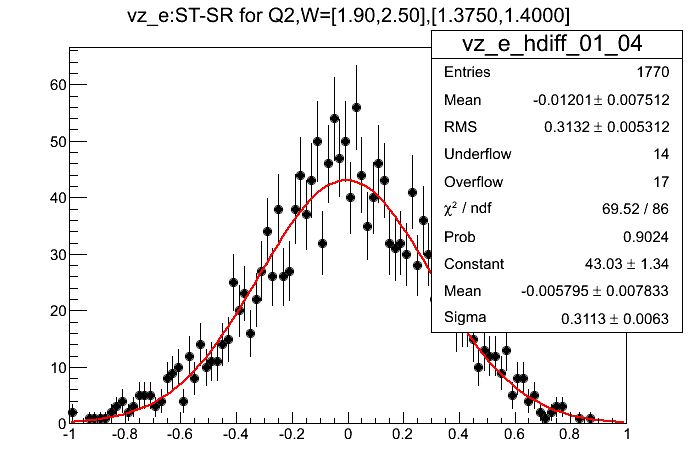 vz_e:ST-SR for Q2,W=[1.90,2.50],[1.3750,1.4000]
vz_e_hdiff_01_04
Entries 1770
Mean -0.01201 ± 0.007512
RMS 0.3132 ± 0.005312
Underflow 14
Overflow 17
χ² / ndf 69.52 / 86
Prob 0.9024
Constant 43.03 ± 1.34
Mean -0.005795 ± 0.007833
Sigma 0.3113 ± 0.0063
60
50
40
30
20
10
0
-1 -0.8 -0.6 -0.4 -0.2 0 0.2 0.4 0.6 0.8 1